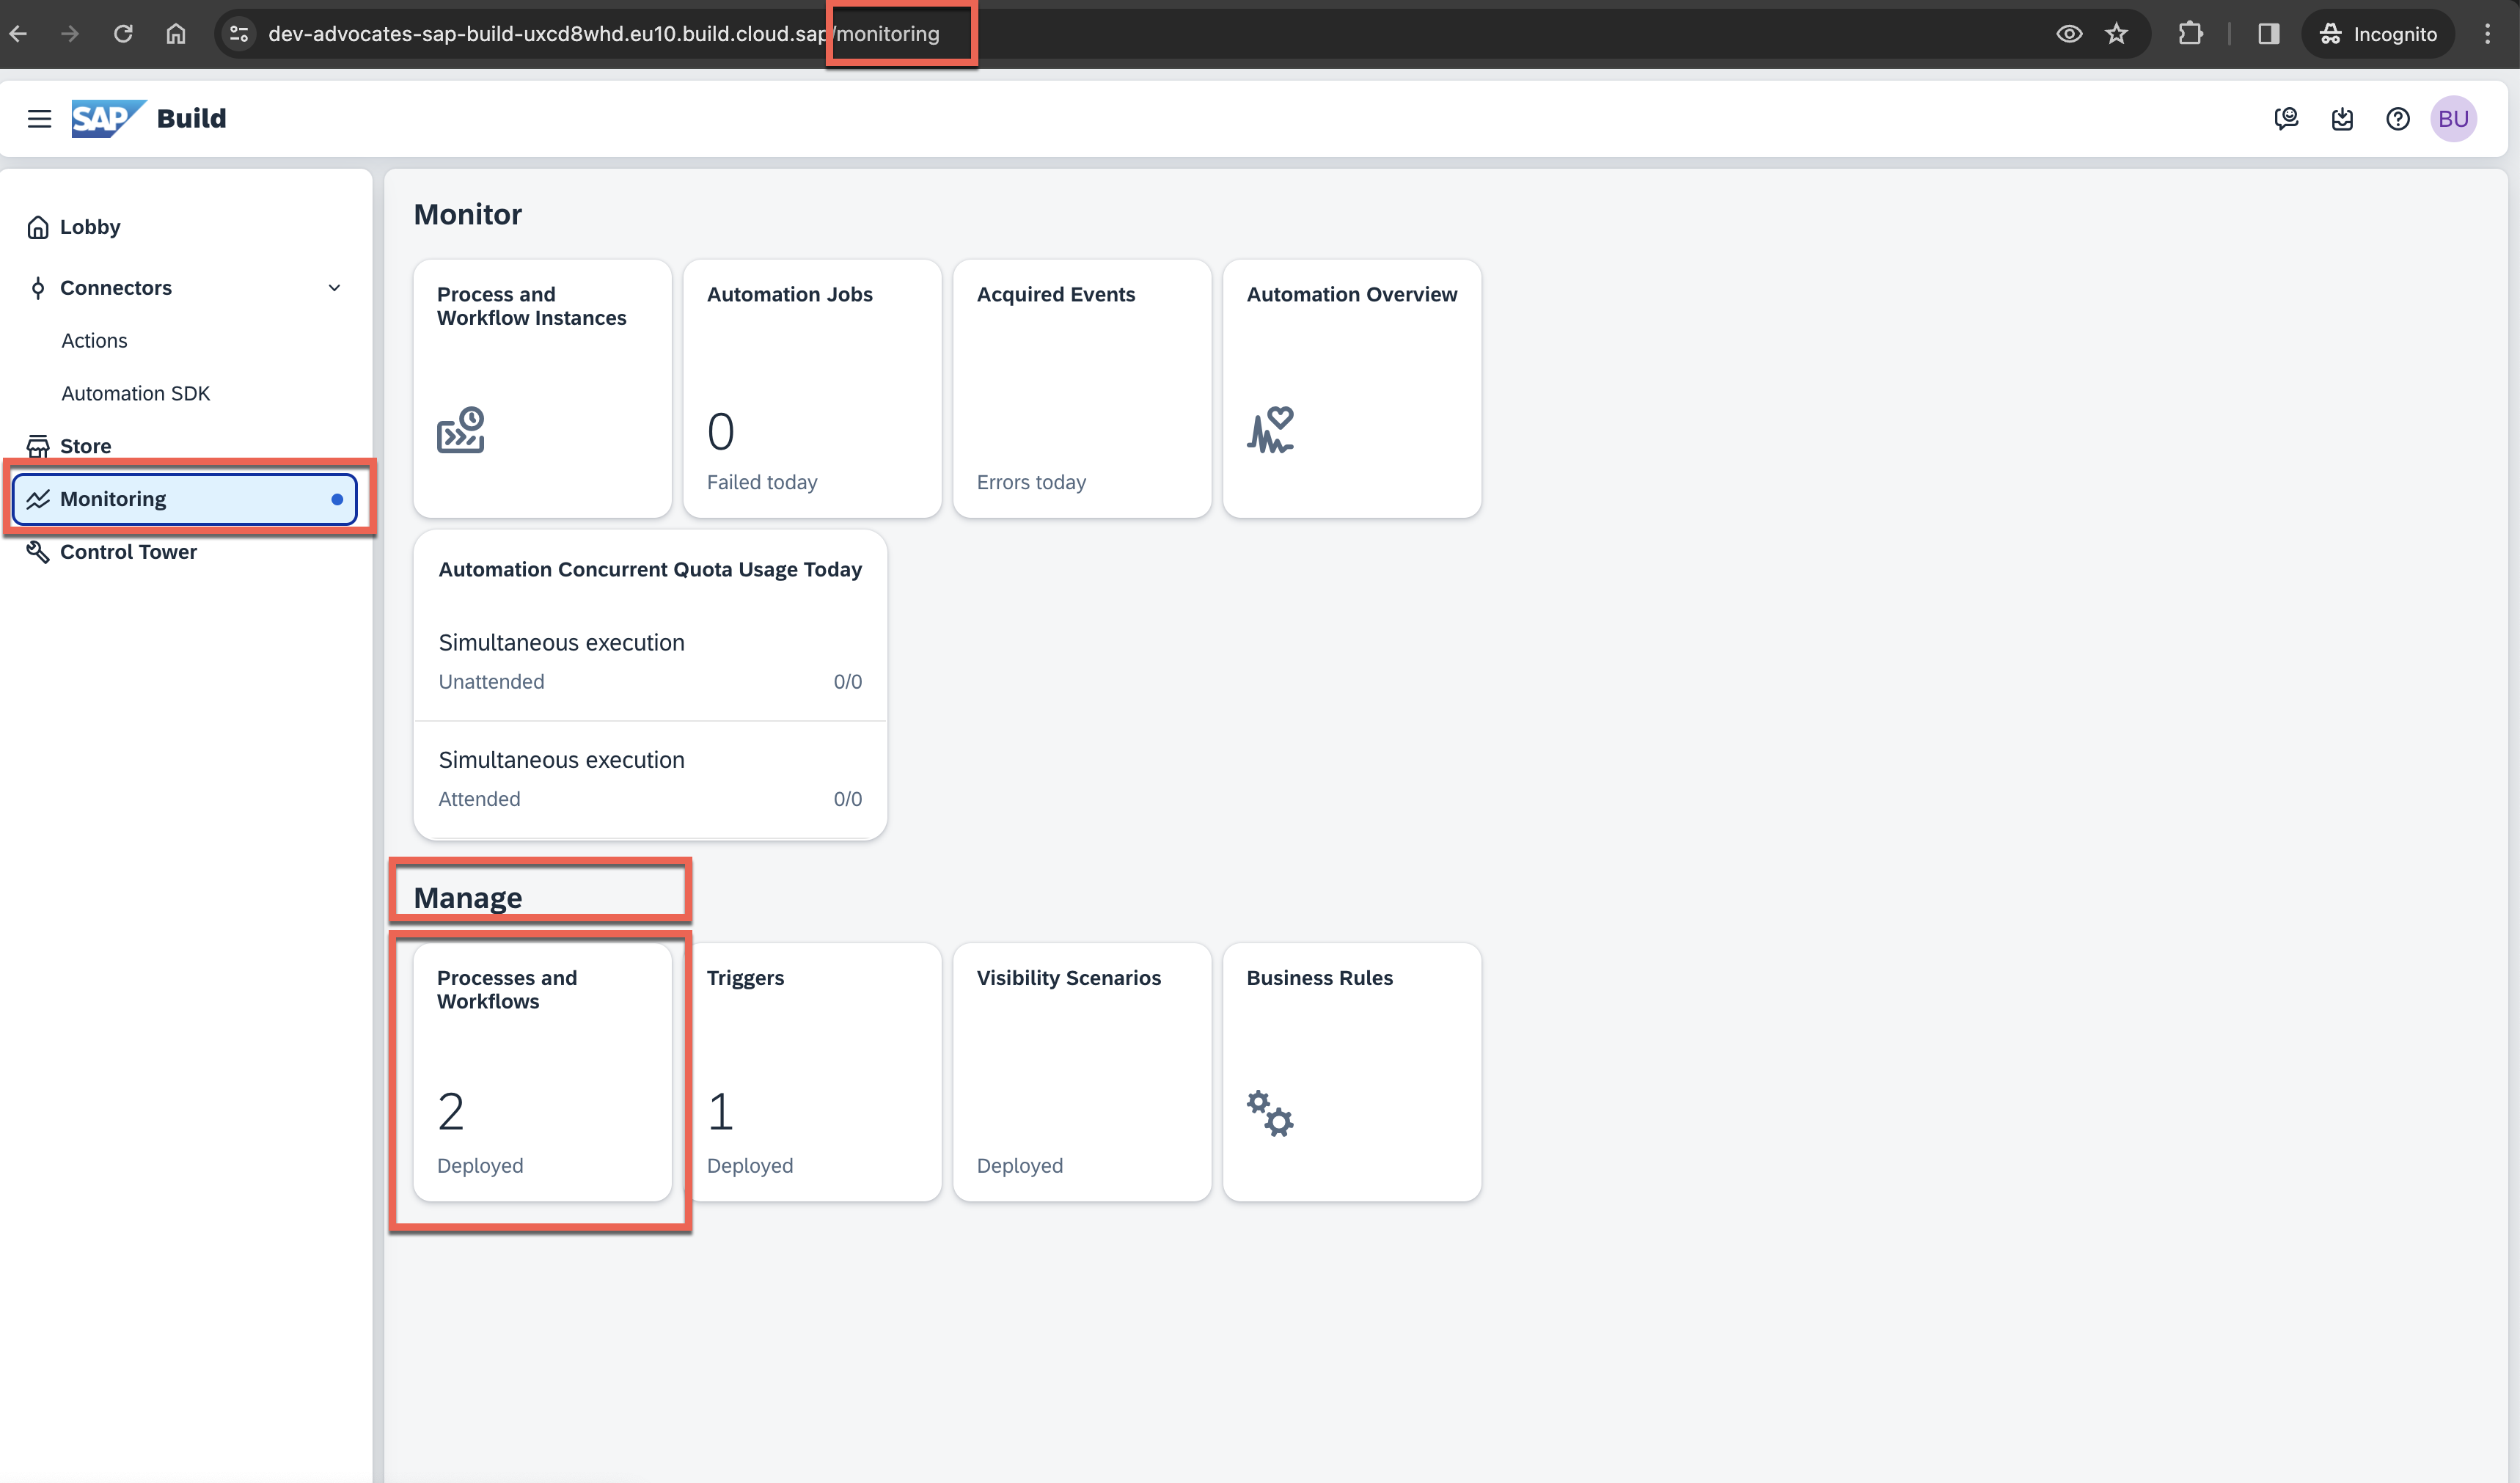 dev-advocates-sap-build-uxcd8whd.eu10.build.cloud.sap/monitoring
Incognito
SAP Build
BU
Lobby
Connectors
Actions
Automation SDK
Store
Monitoring
Control Tower
Monitor
Process and
Workflow Instances
Automation Jobs
0
Failed today
Acquired Events
Errors today
Automation Overview
Automation Concurrent Quota Usage Today
Simultaneous execution
Unattended 0/0
Simultaneous execution
Attended 0/0
Manage
Processes and
Workflows
2
Deployed
Triggers
1
Deployed
Visibility Scenarios
Deployed
Business Rules